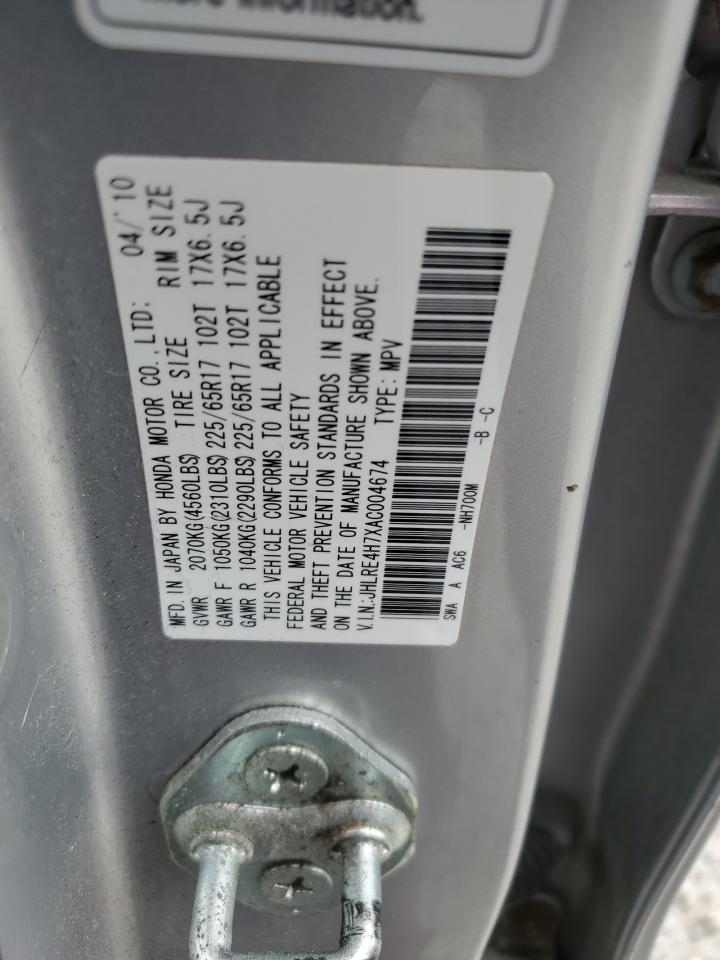 more information.
MFD. IN JAPAN BY HONDA MOTOR CO., LTD: 04/'10
GVWR 2070KG(4560LBS) TIRE SIZE RIM SIZE
GAWR F 1050KG(2310LBS) 225/65R17 102T 17X6.5J
GAWR R 1040KG(2290LBS) 225/65R17 102T 17X6.5J
THIS VEHICLE CONFORMS TO ALL APPLICABLE
FEDERAL MOTOR VEHICLE SAFETY
AND THEFT PREVENTION STANDARDS IN EFFECT
ON THE DATE OF MANUFACTURE SHOWN ABOVE.
V.I.N.:JHLRE4H7XAC004674 TYPE: MPV
SWA A AC6 -NH700M -B -C